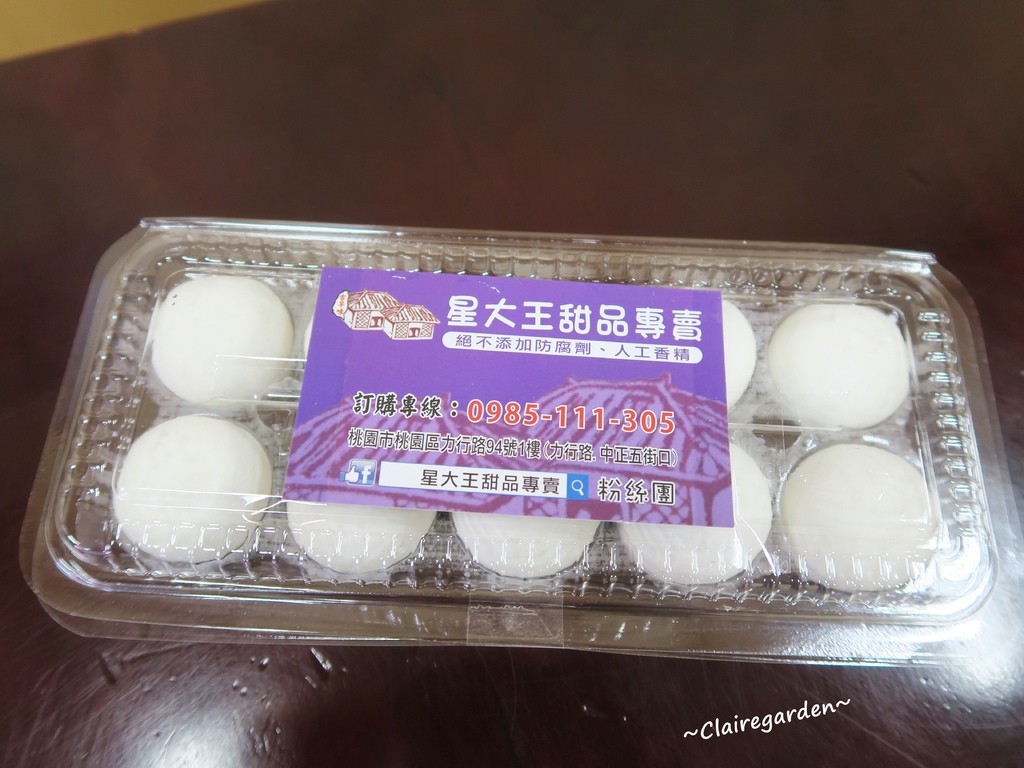 古早味
星大王甜品專賣
絕不添加防腐劑、人工香精
訂購專線：0985-111-305
桃園市桃園區力行路94號1樓(力行路. 中正五街口)
f 星大王甜品專賣 粉絲團
~Clairegarden~